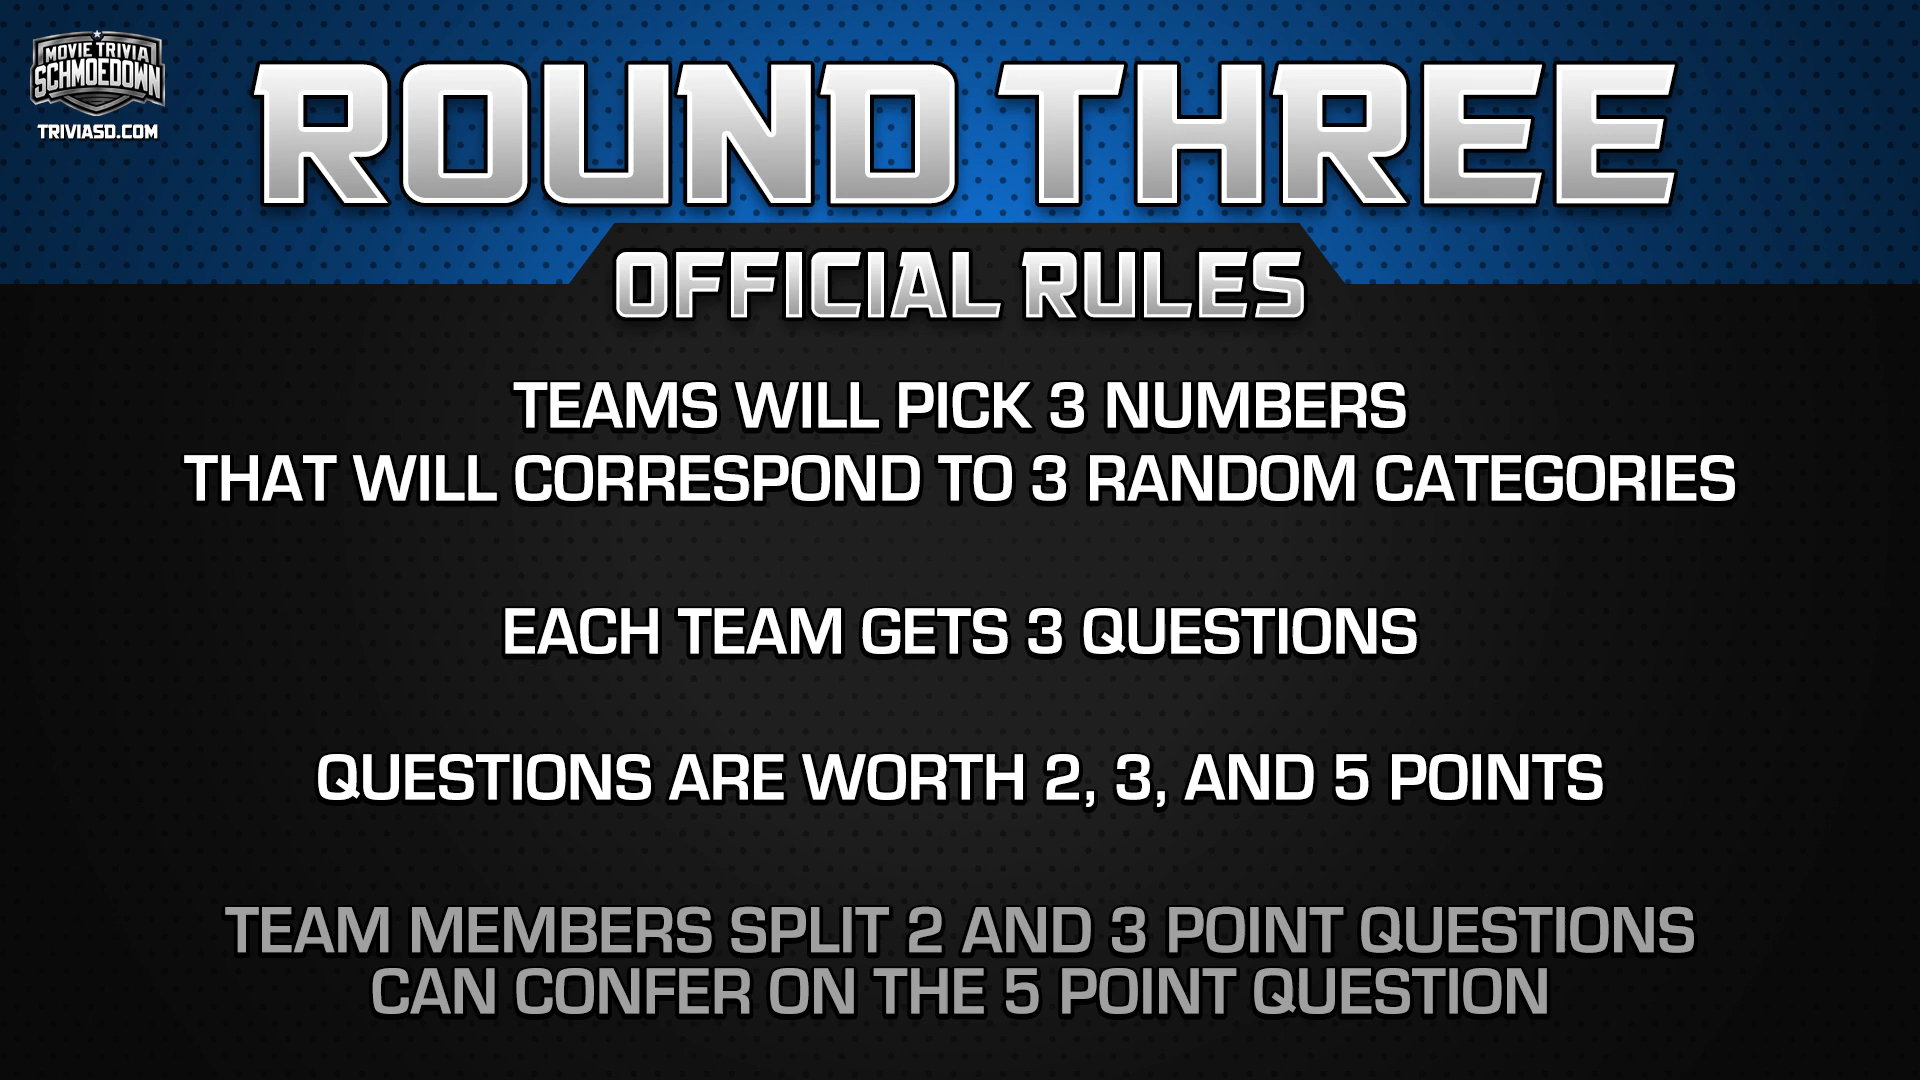 MOVIE TRIVIA
SCHMOEDOWN
TRIVIASD.COM
ROUND THREE
OFFICIAL RULES
TEAMS WILL PICK 3 NUMBERS
THAT WILL CORRESPOND TO 3 RANDOM CATEGORIES
EACH TEAM GETS 3 QUESTIONS
QUESTIONS ARE WORTH 2, 3, AND 5 POINTS
TEAM MEMBERS SPLIT 2 AND 3 POINT QUESTIONS
CAN CONFER ON THE 5 POINT QUESTION